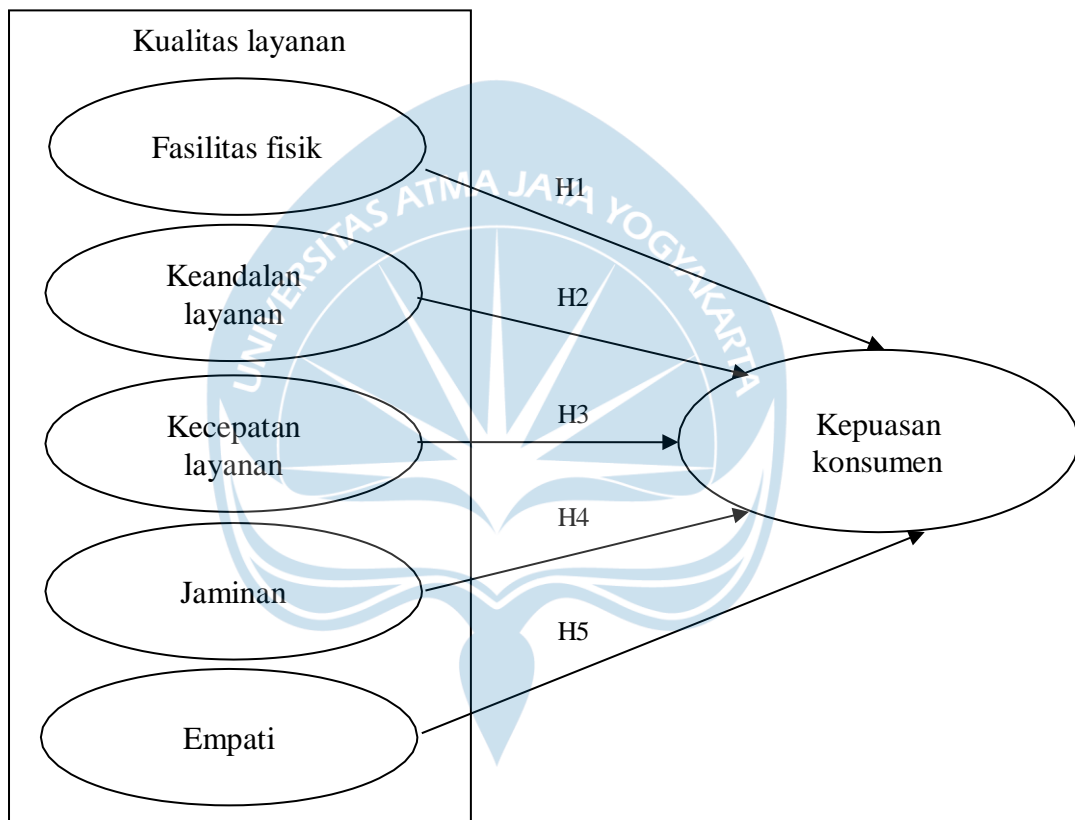 Kualitas layanan
Fasilitas fisik
UNIVERSITAS ATMA JAYA YOGYAKARTA
H1
Keandalan
layanan
H2
Kecepatan
layanan
H3
Kepuasan
konsumen
H4
Jaminan
H5
Empati